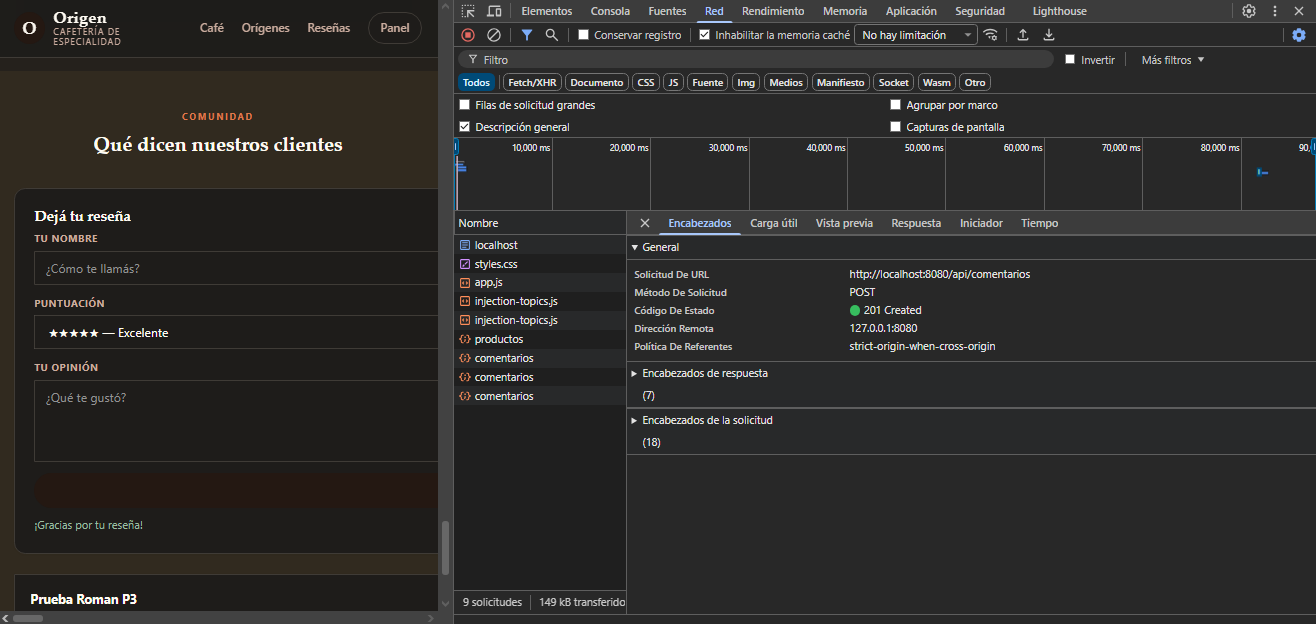 O
Origen
CAFETERÍA DE
ESPECIALIDAD
Café
Orígenes
Reseñas
Panel
COMUNIDAD
Qué dicen nuestros clientes
Dejá tu reseña
TU NOMBRE
¿Cómo te llamás?
PUNTUACIÓN
★★★★★ — Excelente
TU OPINIÓN
¿Qué te gustó?
¡Gracias por tu reseña!
Prueba Roman P3
Elementos Consola Fuentes Red Rendimiento Memoria Aplicación Seguridad Lighthouse
Conservar registro Inhabilitar la memoria caché No hay limitación
Filtro Invertir Más filtros
Todos Fetch/XHR Documento CSS JS Fuente Img Medios Manifiesto Socket Wasm Otro
Filas de solicitud grandes Agrupar por marco
Descripción general Capturas de pantalla
10,000 ms 20,000 ms 30,000 ms 40,000 ms 50,000 ms 60,000 ms 70,000 ms 80,000 ms 90,
Nombre
localhost
styles.css
app.js
injection-topics.js
injection-topics.js
productos
comentarios
comentarios
comentarios
9 solicitudes 149 kB transferido
Encabezados Carga útil Vista previa Respuesta Iniciador Tiempo
General
Solicitud De URL http://localhost:8080/api/comentarios
Método De Solicitud POST
Código De Estado 201 Created
Dirección Remota 127.0.0.1:8080
Política De Referentes strict-origin-when-cross-origin
Encabezados de respuesta
(7)
Encabezados de la solicitud
(18)